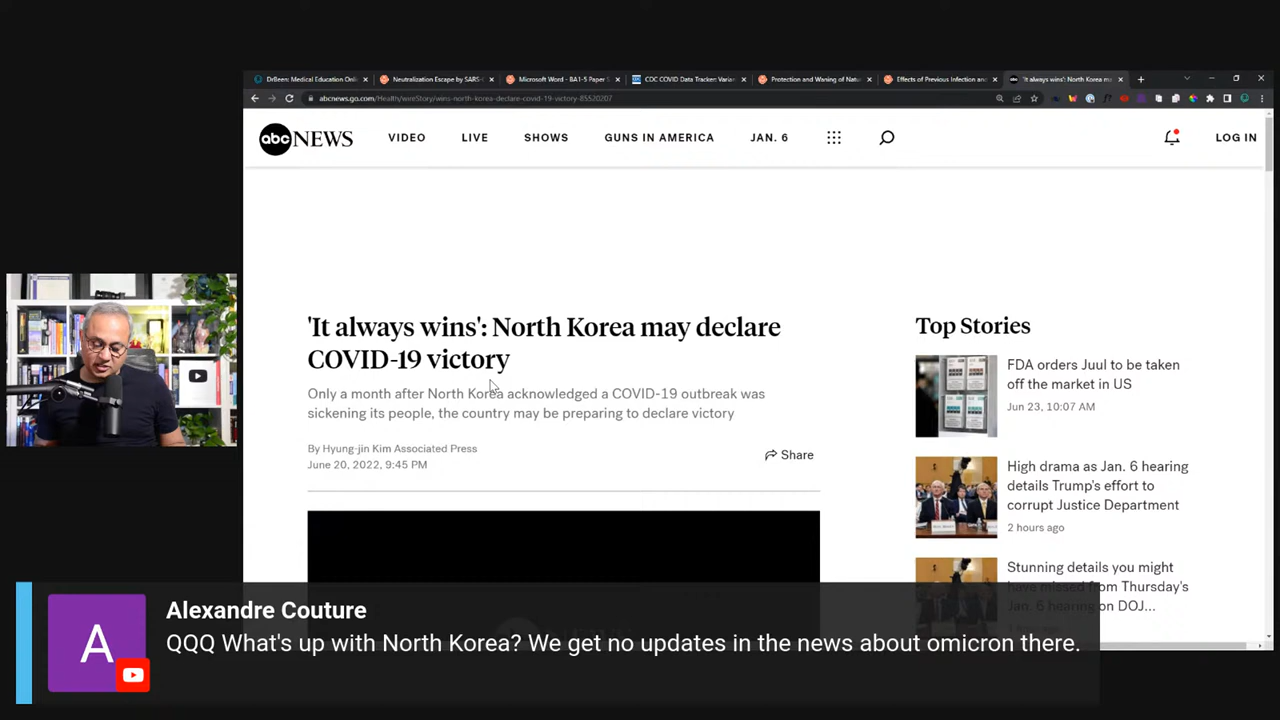 DrBeen: Medical Education Onli
Neutralization Escape by SARS-C
Microsoft Word - BA1-5 Paper S
CDC COVID Data Tracker: Varian
Protection and Waning of Natu
Effects of Previous Infection an
'It always wins': North Korea ma
abcnews.go.com/Health/wireStory/wins-north-korea-declare-covid-19-victory-85520207
abc NEWS
VIDEO
LIVE
SHOWS
GUNS IN AMERICA
JAN. 6
LOG IN
'It always wins': North Korea may declare
COVID-19 victory
Only a month after North Korea acknowledged a COVID-19 outbreak was
sickening its people, the country may be preparing to declare victory
By Hyung-jin Kim Associated Press
June 20, 2022, 9:45 PM
Share
Top Stories
FDA orders Juul to be taken
off the market in US
Jun 23, 10:07 AM
High drama as Jan. 6 hearing
details Trump's effort to
corrupt Justice Department
2 hours ago
Stunning details you might
have missed from Thursday's
Jan. 6 hearing on DOJ...
A
Alexandre Couture
QQQ What's up with North Korea? We get no updates in the news about omicron there.